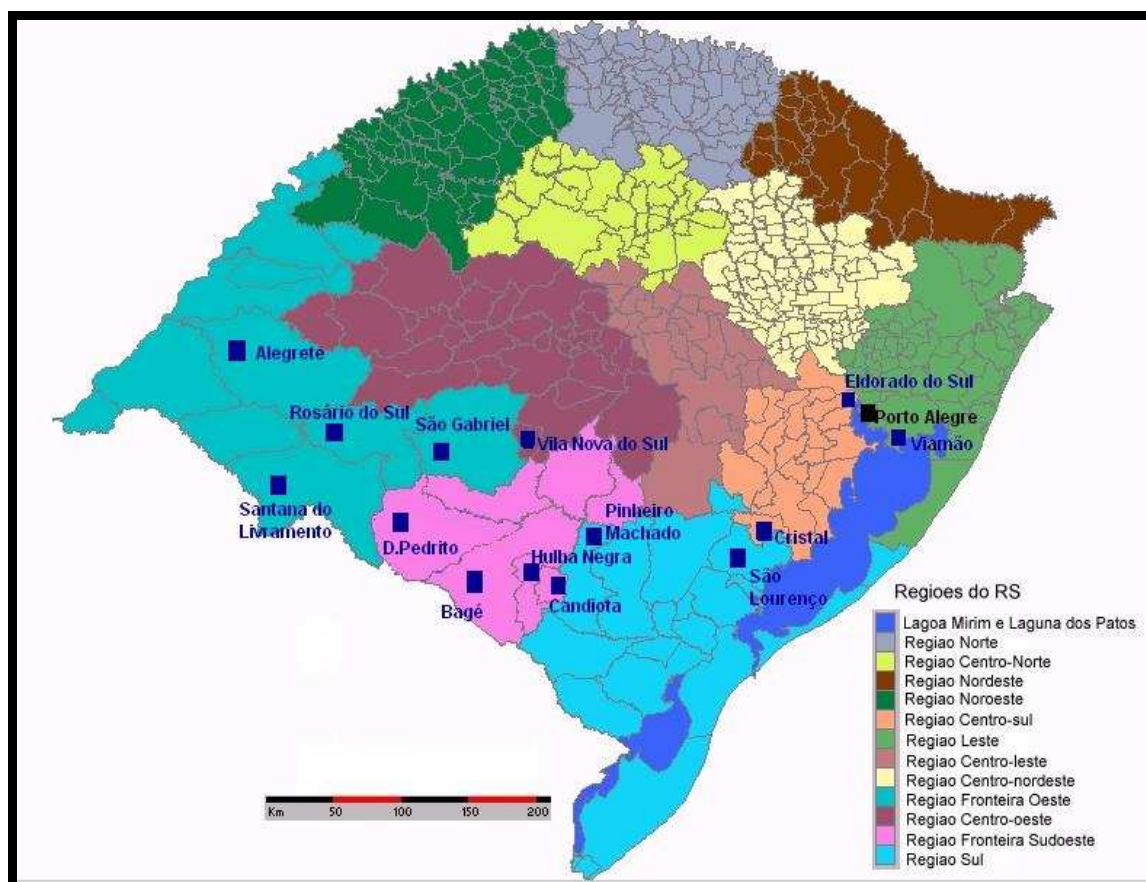 Alegrete
Eldorado do Sul
Rosário do Sul
São Gabriel
Porto Alegre
Vila Nova do Sul
Viamão
Santana do
Livramento
Pinheiro
Machado
D.Pedrito
Cristal
Hulha Negra
São
Lourenço
Bagé
Candiota
Regioes do RS
Lagoa Mirim e Laguna dos Patos
Regiao Norte
Regiao Centro-Norte
Regiao Nordeste
Regiao Noroeste
Regiao Centro-sul
Regiao Leste
Regiao Centro-leste
Regiao Centro-nordeste
Regiao Fronteira Oeste
Regiao Centro-oeste
Regiao Fronteira Sudoeste
Regiao Sul
Km 50 100 150 200